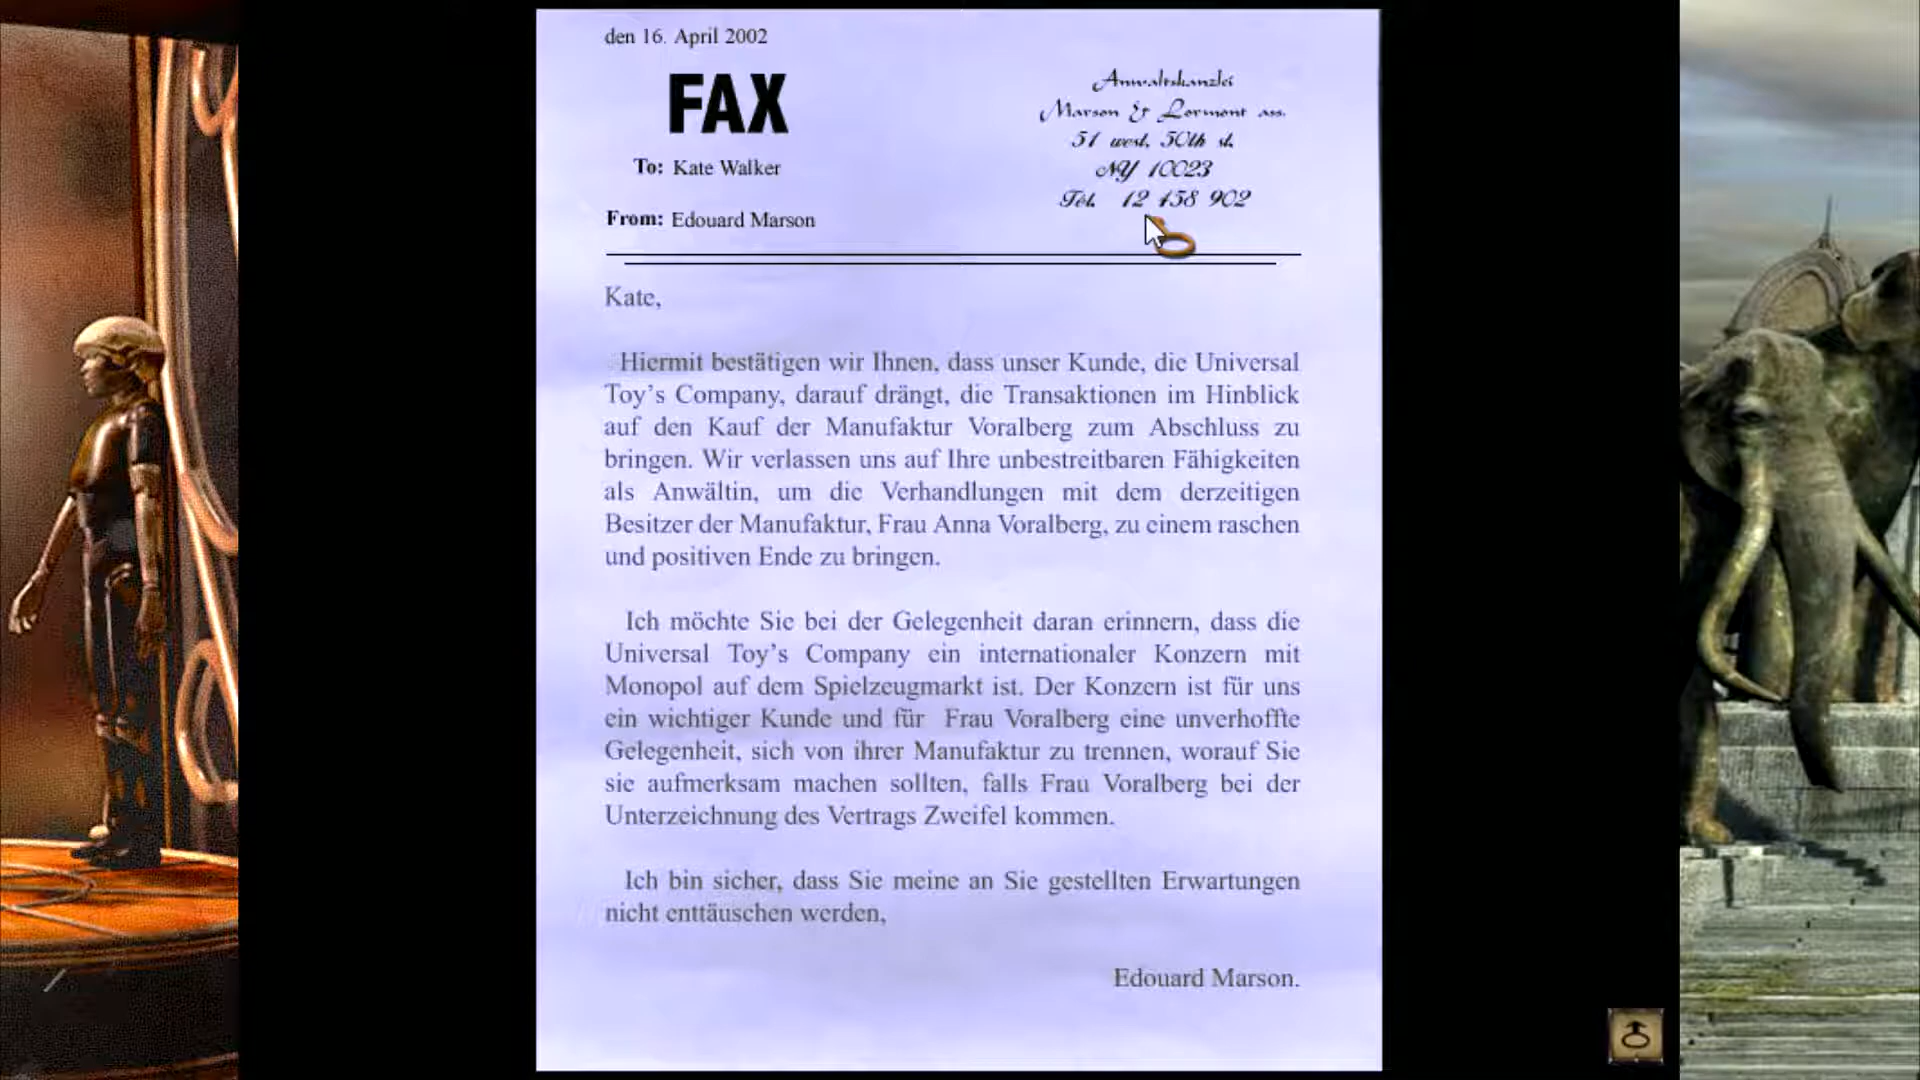 den 16. April 2002
FAX
To: Kate Walker
From: Edouard Marson
Anwaltskanzlei
Marson & Lormont ass.
51 west, 50th st.
NY 10023
Tél. 12 458 902
Kate,
Hiermit bestätigen wir Ihnen, dass unser Kunde, die Universal
Toy's Company, darauf drängt, die Transaktionen im Hinblick
auf den Kauf der Manufaktur Voralberg zum Abschluss zu
bringen. Wir verlassen uns auf Ihre unbestreitbaren Fähigkeiten
als Anwältin, um die Verhandlungen mit dem derzeitigen
Besitzer der Manufaktur, Frau Anna Voralberg, zu einem raschen
und positiven Ende zu bringen.
Ich möchte Sie bei der Gelegenheit daran erinnern, dass die
Universal Toy's Company ein internationaler Konzern mit
Monopol auf dem Spielzeugmarkt ist. Der Konzern ist für uns
ein wichtiger Kunde und für Frau Voralberg eine unverhoffte
Gelegenheit, sich von ihrer Manufaktur zu trennen, worauf Sie
sie aufmerksam machen sollten, falls Frau Voralberg bei der
Unterzeichnung des Vertrags Zweifel kommen.
Ich bin sicher, dass Sie meine an Sie gestellten Erwartungen
nicht enttäuschen werden,
Edouard Marson.